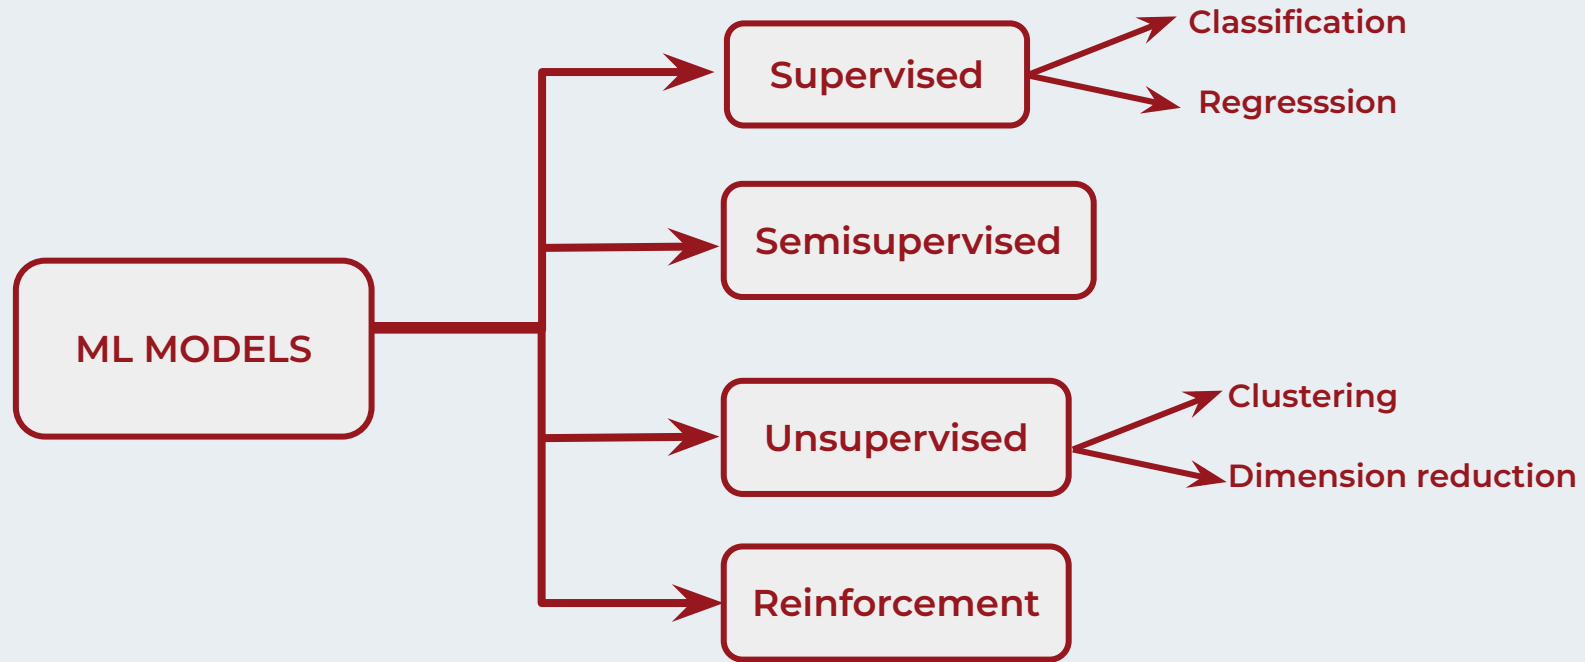 Classification
Supervised
Regresssion
Semisupervised
ML MODELS
Clustering
Unsupervised
Dimension reduction
Reinforcement